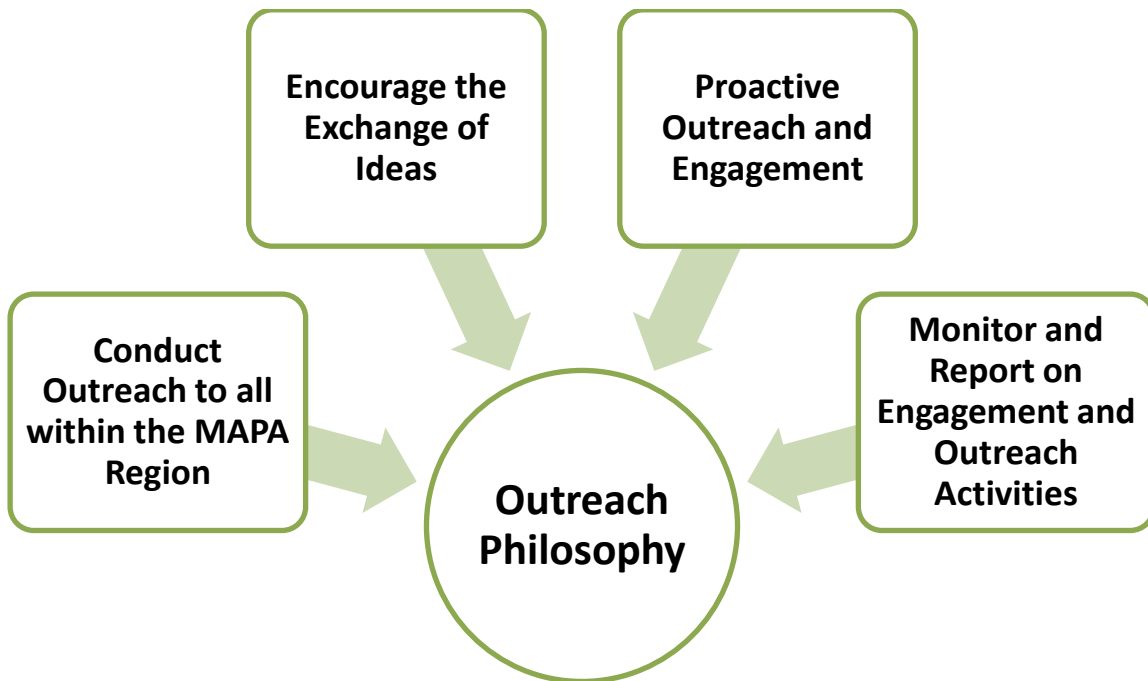 Encourage the
Exchange of
Ideas
Proactive
Outreach and
Engagement
Conduct
Outreach to all
within the MAPA
Region
Monitor and
Report on
Engagement and
Outreach
Activities
Outreach
Philosophy